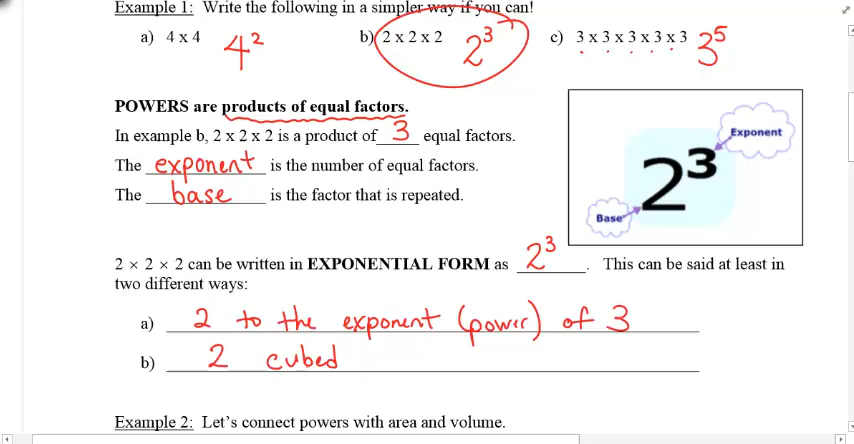 Example 1: Write the following in a simpler way if you can!
a) 4 x 4 4² b) 2 x 2 x 2 2³ c) 3 x 3 x 3 x 3 x 3 3⁵
POWERS are products of equal factors.
In example b, 2 x 2 x 2 is a product of 3 equal factors.
The exponent is the number of equal factors.
The base is the factor that is repeated.
Exponent
2³
Base
2 × 2 × 2 can be written in EXPONENTIAL FORM as 2³. This can be said at least in
two different ways:
a) 2 to the exponent (power) of 3
b) 2 cubed
Example 2: Let's connect powers with area and volume.